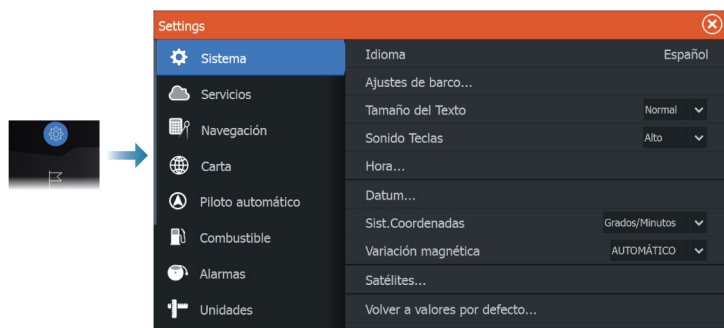 Settings
Sistema
Servicios
Navegación
Carta
Piloto automático
Combustible
Alarmas
Unidades
Idioma Español
Ajustes de barco...
Tamaño del Texto Normal
Sonido Teclas Alto
Hora...
Datum...
Sist.Coordenadas Grados/Minutos
Variación magnética AUTOMÁTICO
Satélites...
Volver a valores por defecto...